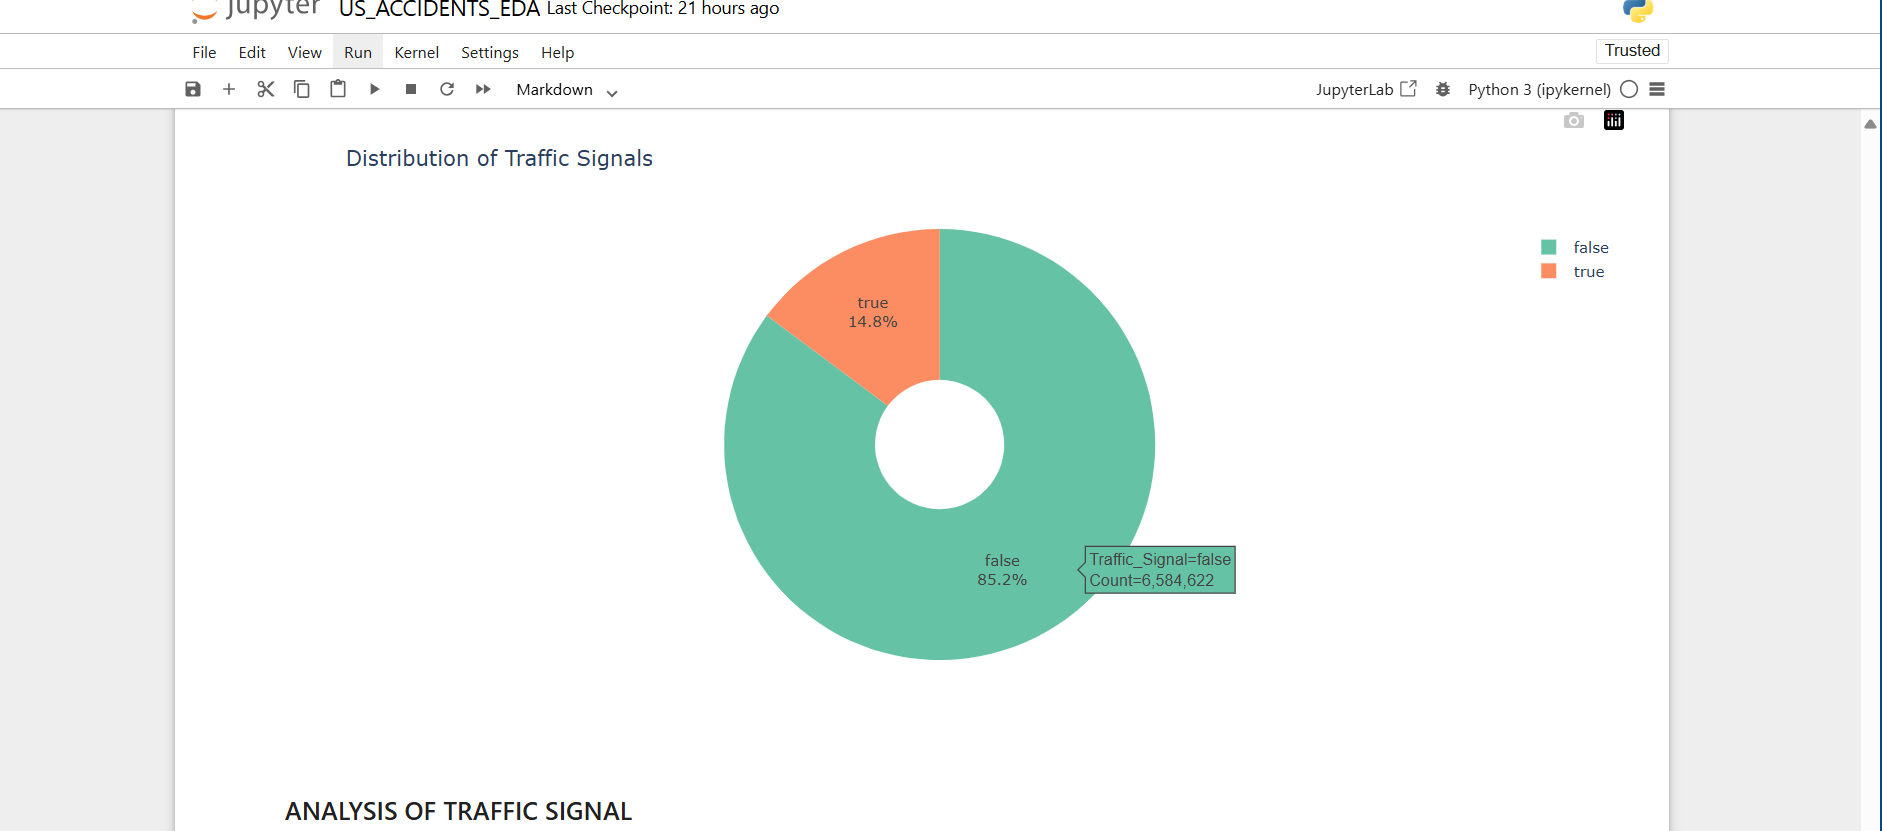 jupyter US_ACCIDENTS_EDA Last Checkpoint: 21 hours ago
File Edit View Run Kernel Settings Help
Trusted
Markdown
JupyterLab
Python 3 (ipykernel)
Distribution of Traffic Signals
false
true
true
14.8%
false
85.2%
Traffic_Signal=false
Count=6,584,622
ANALYSIS OF TRAFFIC SIGNAL